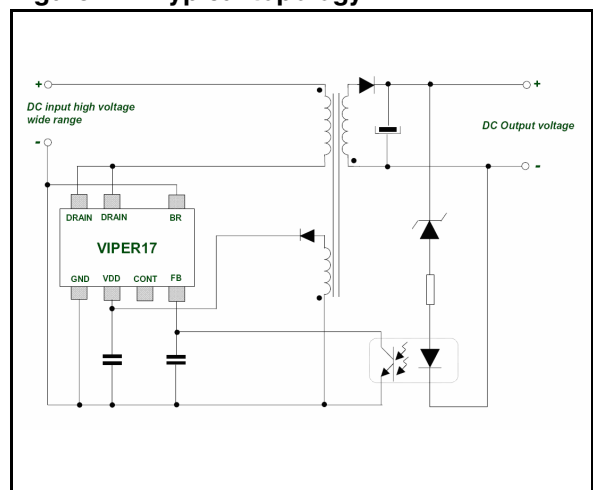 +
+
DC input high voltage
wide range
DC Output voltage
-
-
DRAIN DRAIN BR
VIPER17
GND VDD CONT FB